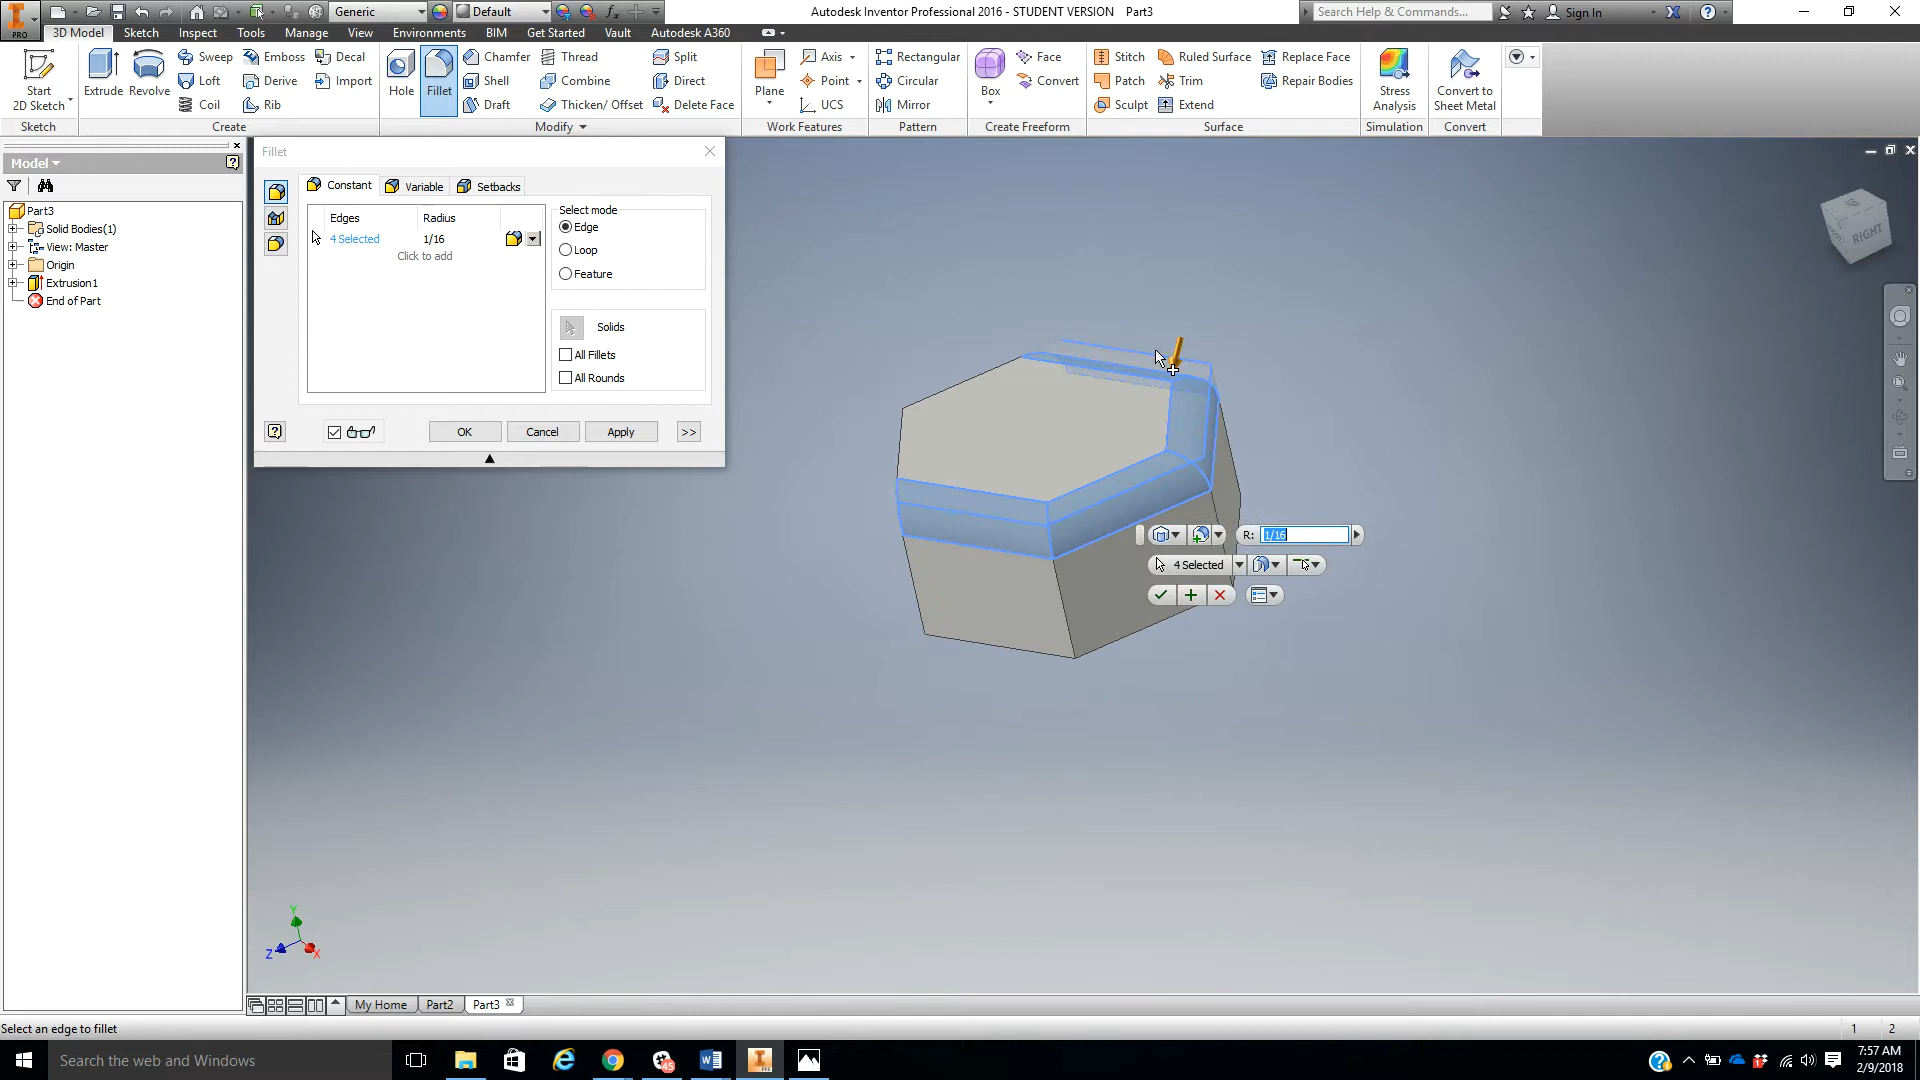 PRO
Generic
Default
fx
Autodesk Inventor Professional 2016 - STUDENT VERSION Part3
Search Help & Commands...
Sign In
3D Model Sketch Inspect Tools Manage View Environments BIM Get Started Vault Autodesk A360
Start
2D Sketch
Sketch
Extrude
Revolve
Sweep
Loft
Coil
Emboss
Derive
Rib
Decal
Import
Create
Hole
Fillet
Chamfer
Shell
Draft
Thread
Combine
Thicken/ Offset
Split
Direct
Delete Face
Modify
Plane
Axis
Point
UCS
Work Features
Rectangular
Circular
Mirror
Pattern
Box
Face
Convert
Create Freeform
Stitch
Patch
Sculpt
Ruled Surface
Trim
Extend
Replace Face
Repair Bodies
Surface
Stress
Analysis
Simulation
Convert to
Sheet Metal
Convert
Model
Part3
Solid Bodies(1)
View: Master
Origin
Extrusion1
End of Part
Fillet
Constant Variable Setbacks
Edges Radius
4 Selected 1/16
Click to add
Select mode
Edge
Loop
Feature
Solids
All Fillets
All Rounds
OK Cancel Apply >>
RIGHT
R: 1/16
4 Selected
Y
Z
X
My Home Part2 Part3
Select an edge to fillet
1 2
Search the web and Windows
45
7:57 AM
2/9/2018